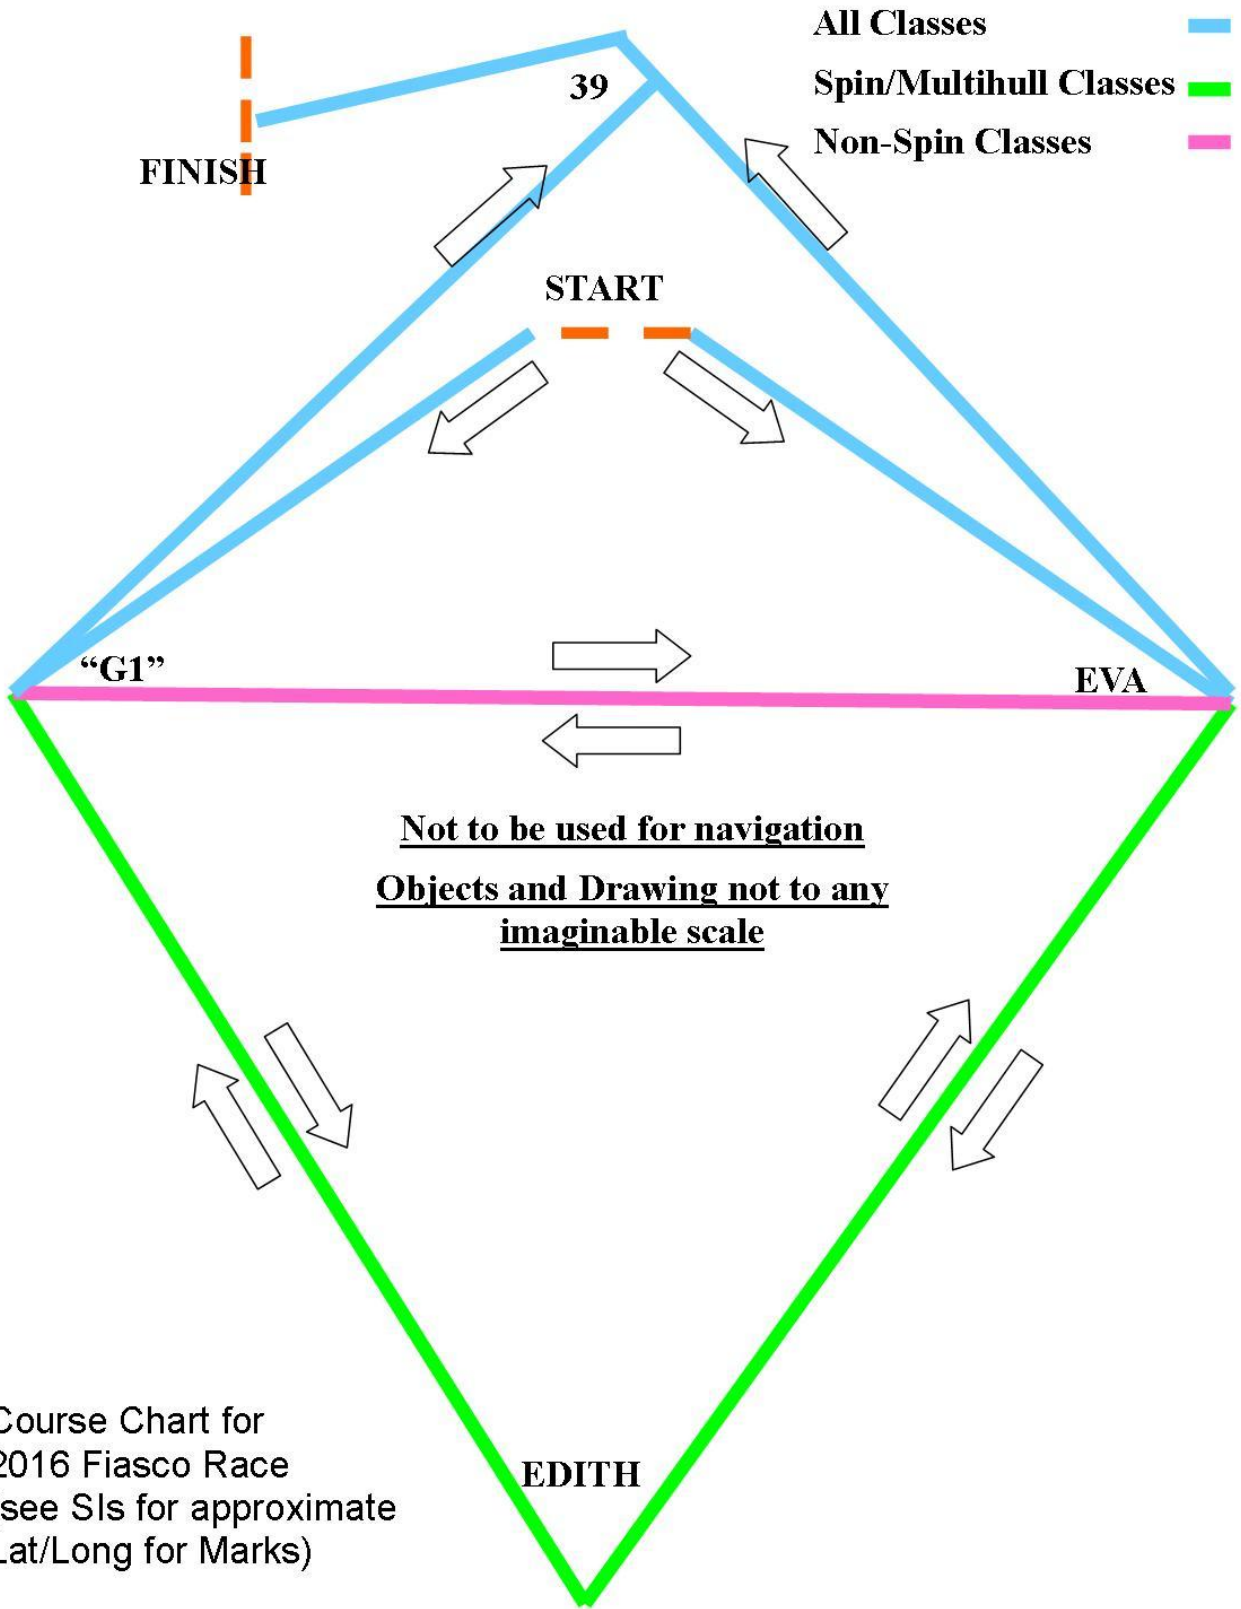 All Classes
39
Spin/Multihull Classes
Non-Spin Classes
FINISH
START
“G1”
EVA
Not to be used for navigation
Objects and Drawing not to any
imaginable scale
Course Chart for
2016 Fiasco Race
see SIs for approximate
Lat/Long for Marks)
EDITH